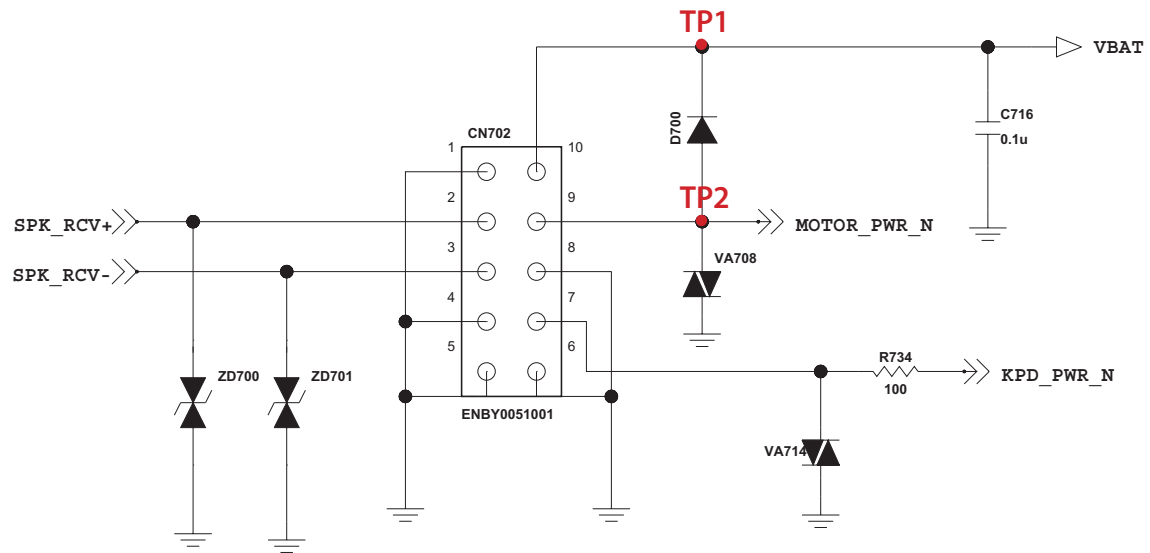 TP1
VBAT
D700
C716
0.1u
CN702
1
10
2
9
TP2
SPK_RCV+
MOTOR_PWR_N
3
8
VA708
SPK_RCV-
4
7
5
6
R734
ZD700
ZD701
KPD_PWR_N
100
ENBY0051001
VA714